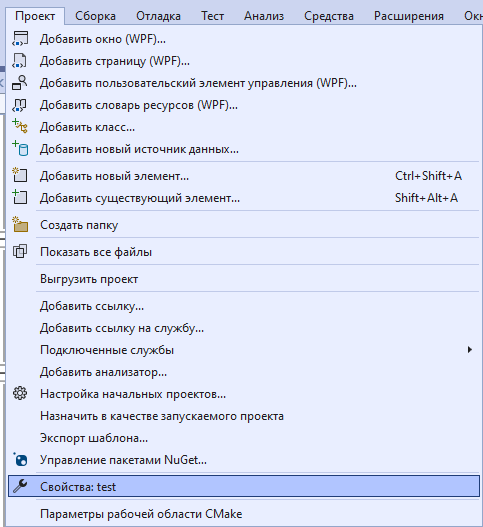 Проект Сборка Отладка Тест Анализ Средства Расширения Окн
Добавить окно (WPF)...
Добавить страницу (WPF)...
Добавить пользовательский элемент управления (WPF)...
Добавить словарь ресурсов (WPF)...
Добавить класс...
Добавить новый источник данных...
Добавить новый элемент... Ctrl+Shift+A
Добавить существующий элемент... Shift+Alt+A
Создать папку
Показать все файлы
Выгрузить проект
Добавить ссылку...
Добавить ссылку на службу...
Подключенные службы
Добавить анализатор...
Настройка начальных проектов...
Назначить в качестве запускаемого проекта
Экспорт шаблона...
Управление пакетами NuGet...
Свойства: test
Параметры рабочей области CMake